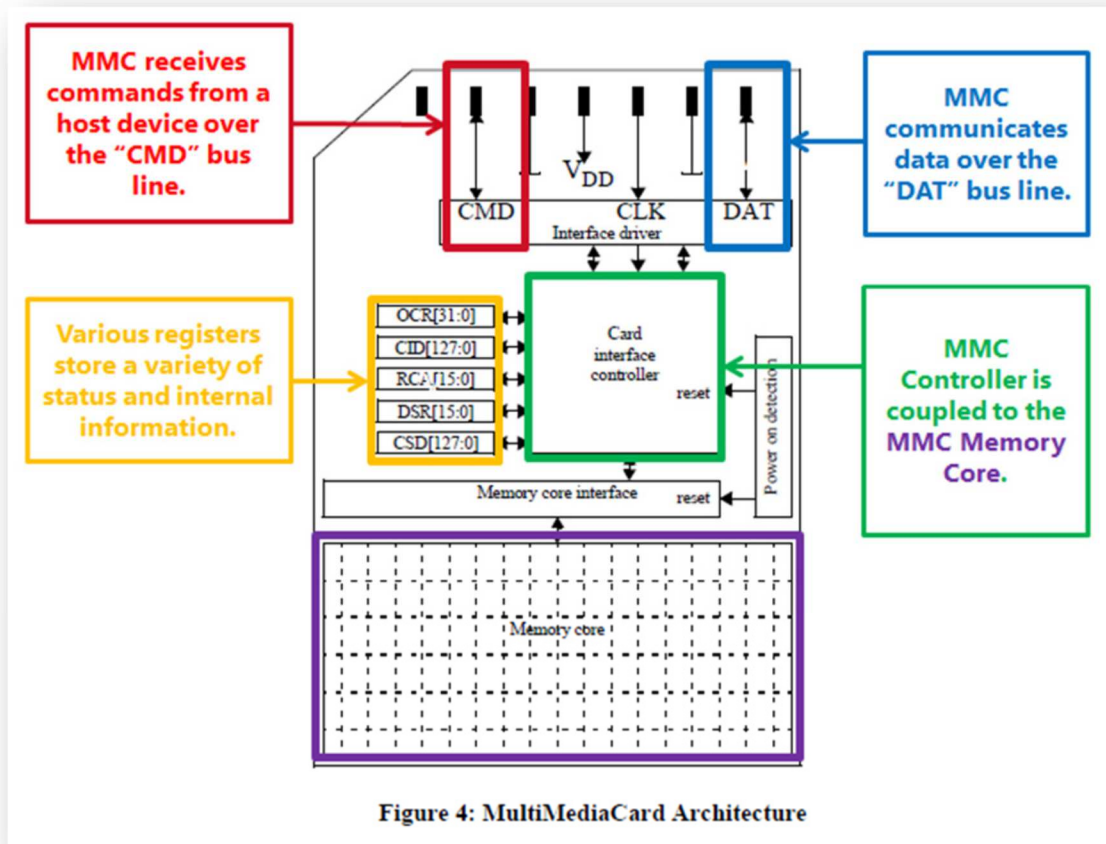 MMC receives
commands from a
host device over
the “CMD” bus
line.
MMC
communicates
data over the
“DAT” bus line.
VDD
CMD
CLK
DAT
Interface driver
Various registers
store a variety of
status and internal
information.
OCR[31:0]
CID[127:0]
RCA[15:0]
DSR[15:0]
CSD[127:0]
Card
interface
controller
reset
Power on detection
MMC
Controller is
coupled to the
MMC Memory
Core.
Memory core interface
reset
Memory core
Figure 4: MultiMediaCard Architecture